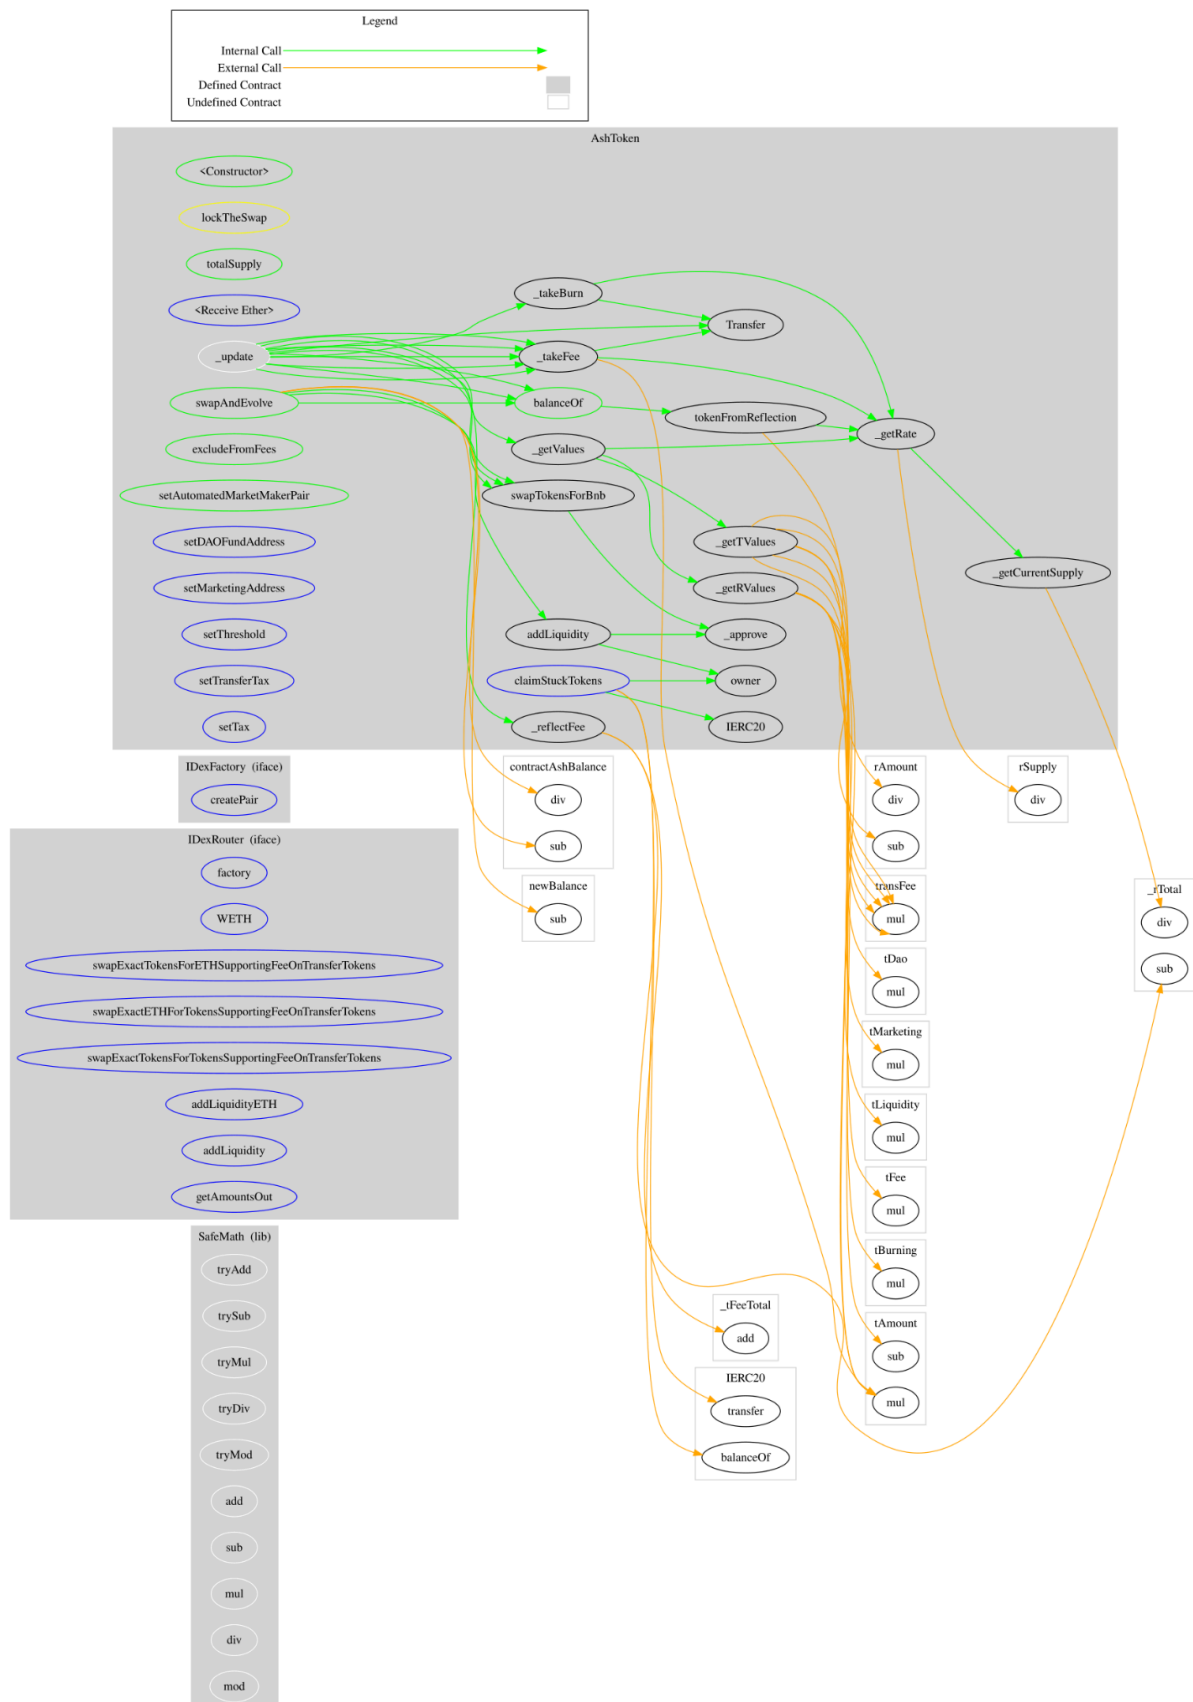 Legend
Internal Call
External Call
Defined Contract
Undefined Contract
AshToken
<Constructor>
lockTheSwap
totalSupply
<Receive Ether>
_update
swapAndEvolve
excludeFromFees
setAutomatedMarketMakerPair
setDAOFundAddress
setMarketingAddress
setThreshold
setTransferTax
setTax
_takeBurn
_takeFee
balanceOf
_getValues
swapTokensForBnb
addLiquidity
claimStuckTokens
_reflectFee
Transfer
tokenFromReflection
_getTValues
_getRValues
_approve
owner
IERC20
_getRate
_getCurrentSupply
IDexFactory (iface)
createPair
IDexRouter (iface)
factory
WETH
swapExactTokensForETHSupportingFeeOnTransferTokens
swapExactETHForTokensSupportingFeeOnTransferTokens
swapExactTokensForTokensSupportingFeeOnTransferTokens
addLiquidityETH
addLiquidity
getAmountsOut
SafeMath (lib)
tryAdd
trySub
tryMul
tryDiv
tryMod
add
sub
mul
div
mod
contractAshBalance
div
sub
newBalance
sub
_tFeeTotal
add
IERC20
transfer
balanceOf
rAmount
div
sub
transFee
mul
tDao
mul
tMarketing
mul
tLiquidity
mul
tFee
mul
tBurning
mul
tAmount
sub
mul
rSupply
div
_rTotal
div
sub